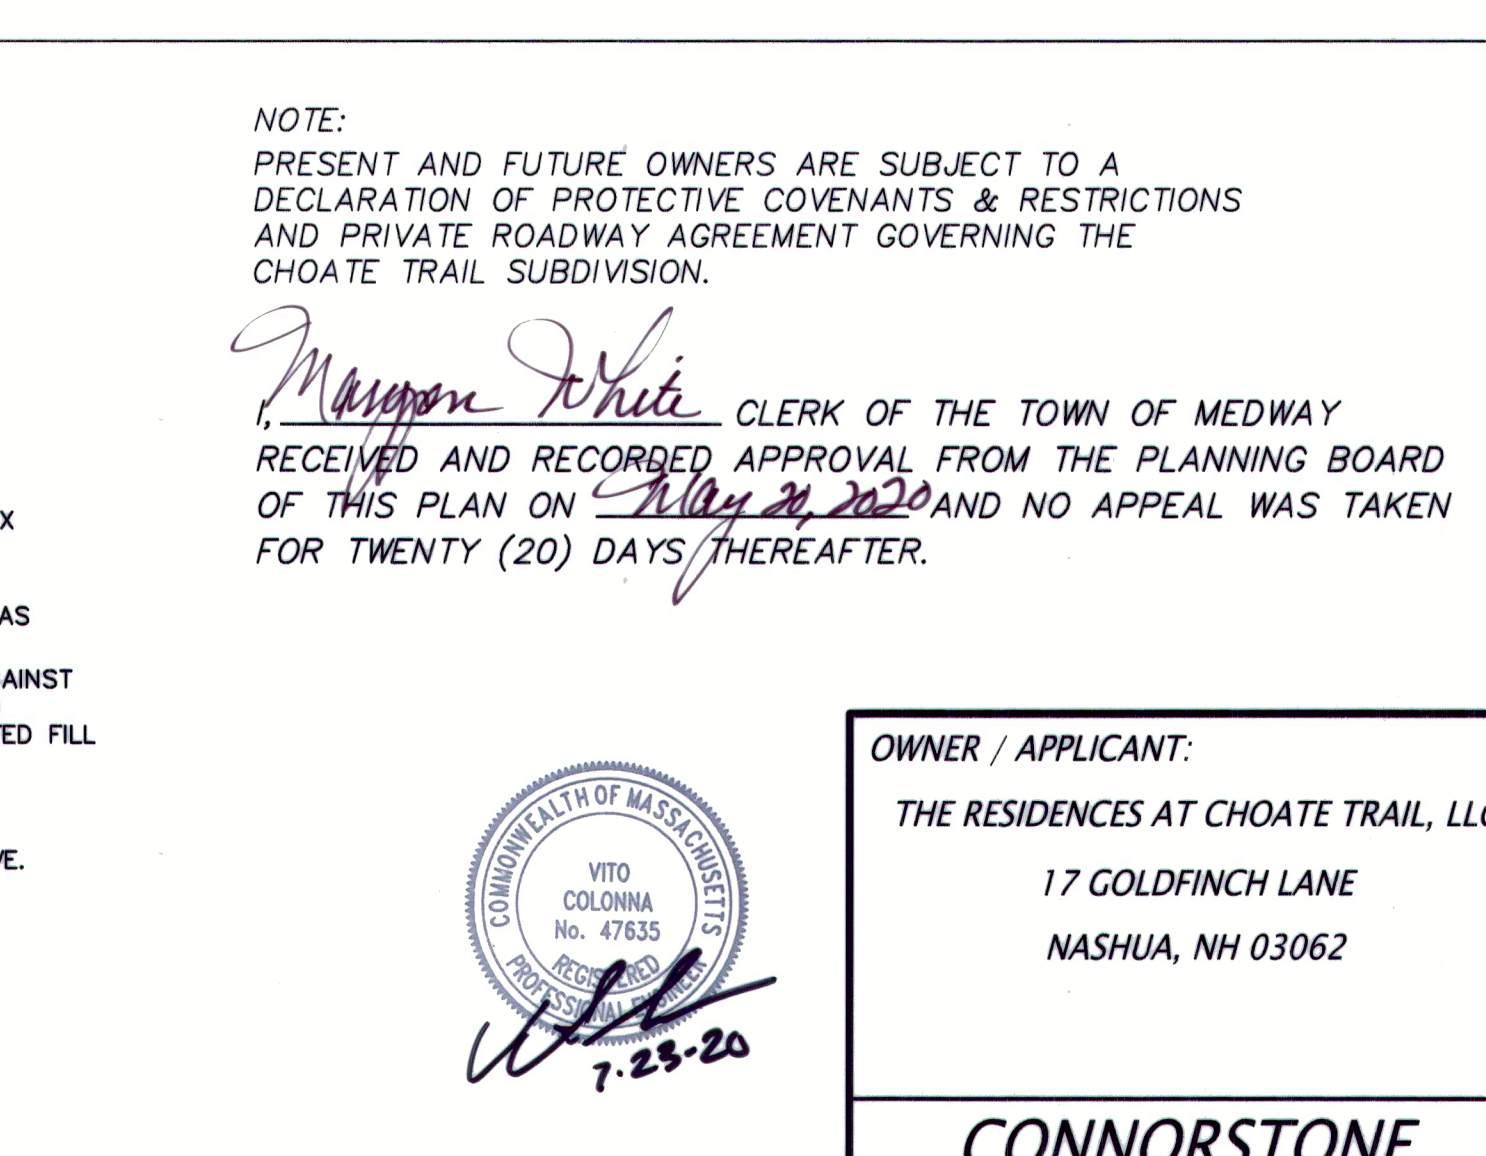 NOTE:
PRESENT AND FUTURE OWNERS ARE SUBJECT TO A
DECLARATION OF PROTECTIVE COVENANTS & RESTRICTIONS
AND PRIVATE ROADWAY AGREEMENT GOVERNING THE
CHOATE TRAIL SUBDIVISION.
I, White CLERK OF THE TOWN OF MEDWAY
RECEIVED AND RECORDED APPROVAL FROM THE PLANNING BOARD
OF THIS PLAN ON May 20, 2020 AND NO APPEAL WAS TAKEN
FOR TWENTY (20) DAYS THEREAFTER.
X
AS
AINST
ED FILL
E.
COMMONWEALTH OF MASSACHUSETTS
VITO
COLONNA
No. 47635
REGISTERED
PROFESSIONAL ENGINEER
7.23-20
OWNER / APPLICANT:
THE RESIDENCES AT CHOATE TRAIL, LLC
17 GOLDFINCH LANE
NASHUA, NH 03062
CONNORSTONE